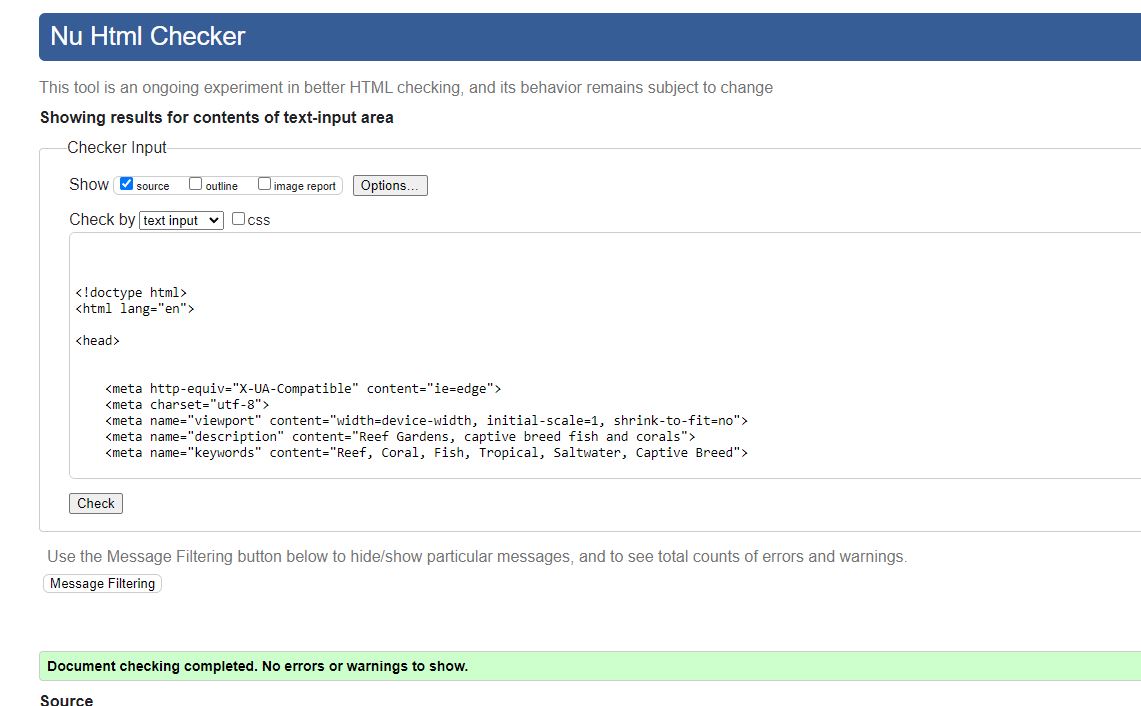 Nu Html Checker
This tool is an ongoing experiment in better HTML checking, and its behavior remains subject to change
Showing results for contents of text-input area
Checker Input
Show source outline image report Options...
Check by text input css
<!doctype html>
<html lang="en">
<head>
<meta http-equiv="X-UA-Compatible" content="ie=edge">
<meta charset="utf-8">
<meta name="viewport" content="width=device-width, initial-scale=1, shrink-to-fit=no">
<meta name="description" content="Reef Gardens, captive breed fish and corals">
<meta name="keywords" content="Reef, Coral, Fish, Tropical, Saltwater, Captive Breed">
Check
Use the Message Filtering button below to hide/show particular messages, and to see total counts of errors and warnings.
Message Filtering
Document checking completed. No errors or warnings to show.
Source